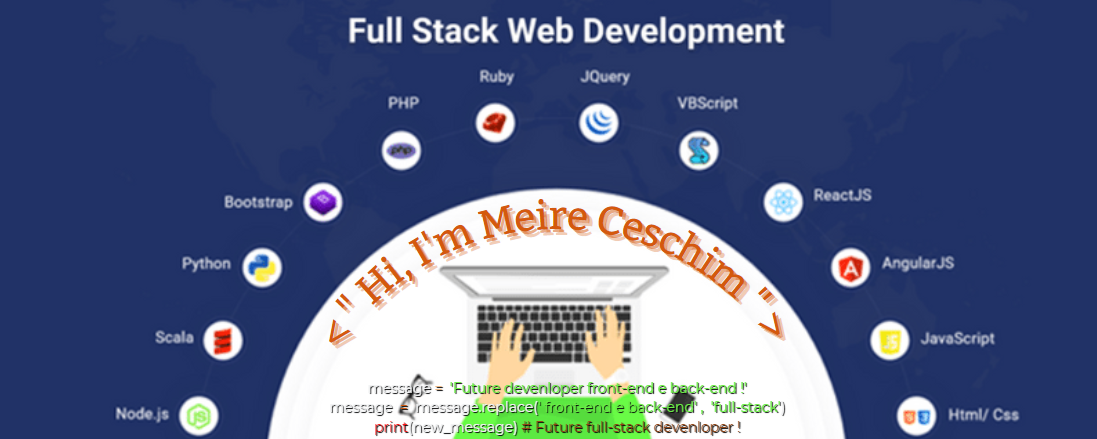 Full Stack Web Development
Ruby
JQuery
PHP
VBScript
Bootstrap
ReactJS
Python
AngularJS
Scala
JavaScript
Node.js
Html/ Css
php
<" Hi, I'm Meire Ceschim ">
message = 'Future devenloper front-end e back-end !'
message = message.replace(' front-end e back-end' , 'full-stack')
print(new_message) # Future full-stack devenloper !